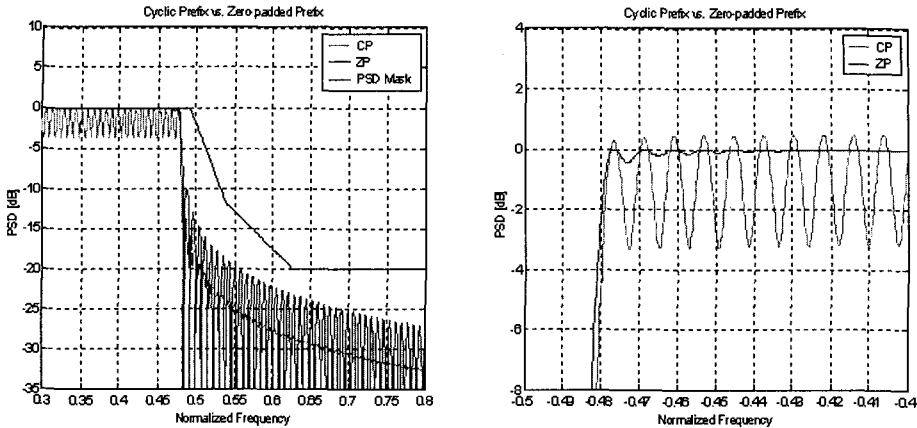 Cyclic Prefix vs. Zero-padded Prefix
CP
ZP
PSD Mask
PSD [dB]
10
5
0
-5
-10
-15
-20
-25
-30
-35
0.3 0.35 0.4 0.45 0.5 0.55 0.6 0.65 0.7 0.75 0.8
Normalized Frequency
Cyclic Prefix vs. Zero-padded Prefix
CP
ZP
PSD [dB]
4
2
0
-2
-4
-6
-8
-0.5 -0.49 -0.48 -0.47 -0.46 -0.45 -0.44 -0.43 -0.42 -0.41 -0.4
Normalized Frequency